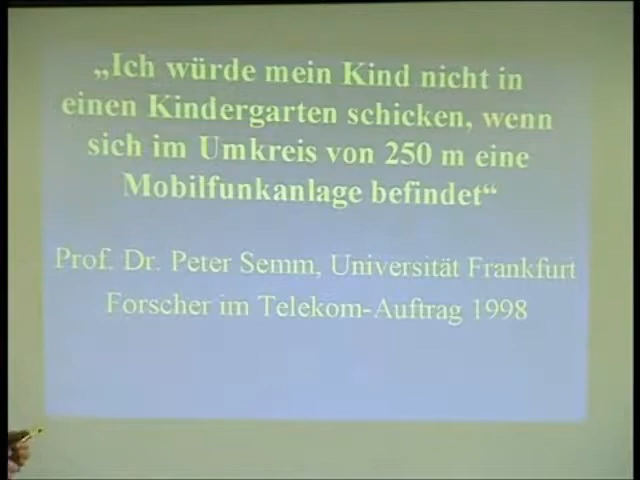 „Ich würde mein Kind nicht in
einen Kindergarten schicken, wenn
sich im Umkreis von 250 m eine
Mobilfunkanlage befindet“
Prof. Dr. Peter Semm, Universität Frankfurt
Forscher im Telekom-Auftrag 1998